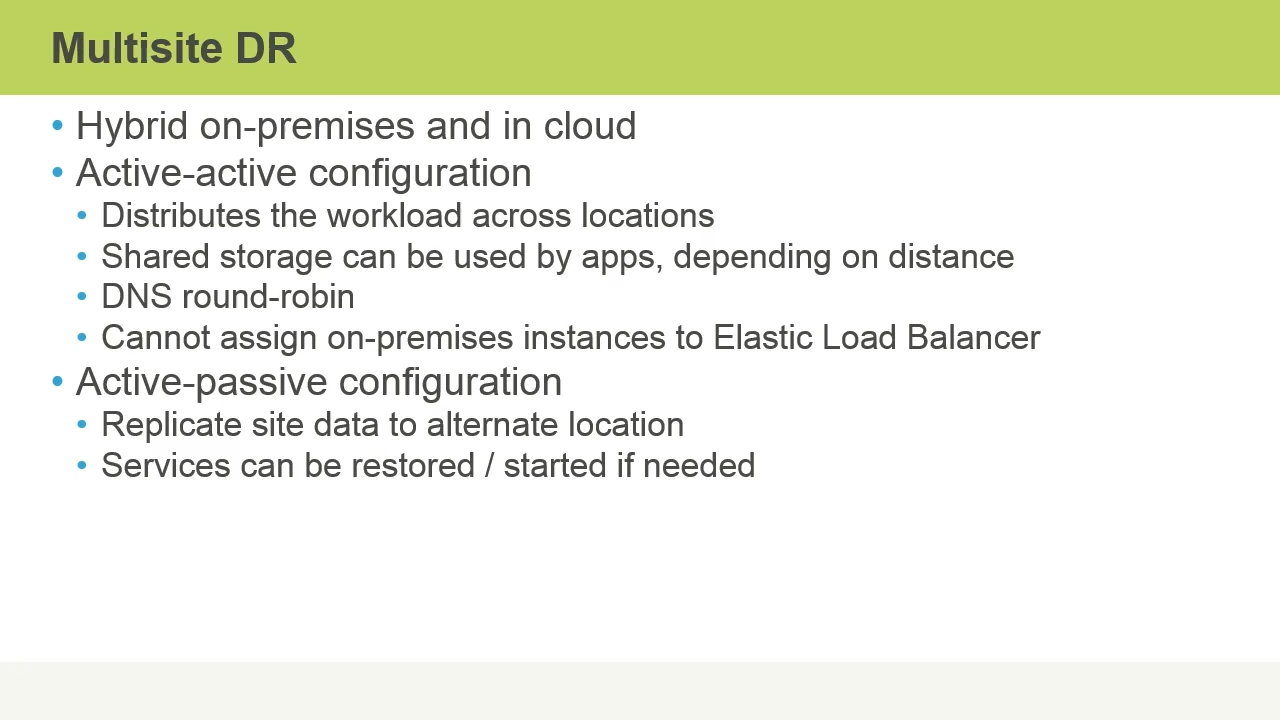 Multisite DR
• Hybrid on-premises and in cloud
• Active-active configuration
• Distributes the workload across locations
• Shared storage can be used by apps, depending on distance
• DNS round-robin
• Cannot assign on-premises instances to Elastic Load Balancer
• Active-passive configuration
• Replicate site data to alternate location
• Services can be restored / started if needed